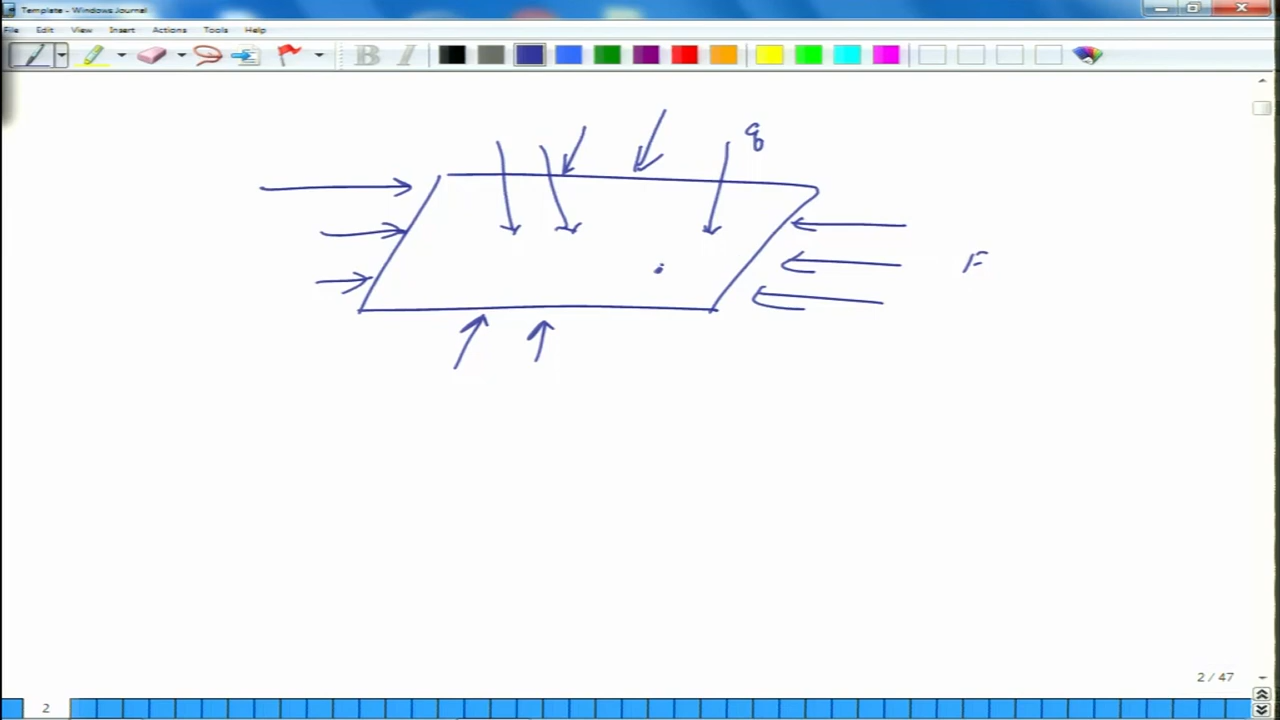 Template - Windows Journal
File Edit View Insert Actions Tools Help
B I
q
F
2 / 47
2